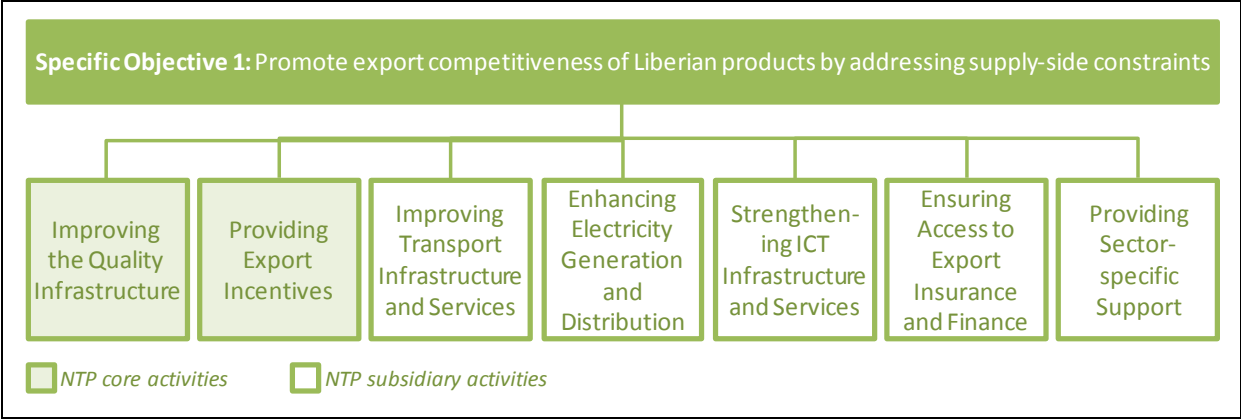 Specific Objective 1: Promote export competitiveness of Liberian products by addressing supply-side constraints
Improving
the Quality
Infrastructure
Providing
Export
Incentives
Improving
Transport
Infrastructure
and Services
Enhancing
Electricity
Generation
and
Distribution
Strengthen-
ing ICT
Infrastructure
and Services
Ensuring
Access to
Export
Insurance
and Finance
Providing
Sector-
specific
Support
NTP core activities
NTP subsidiary activities